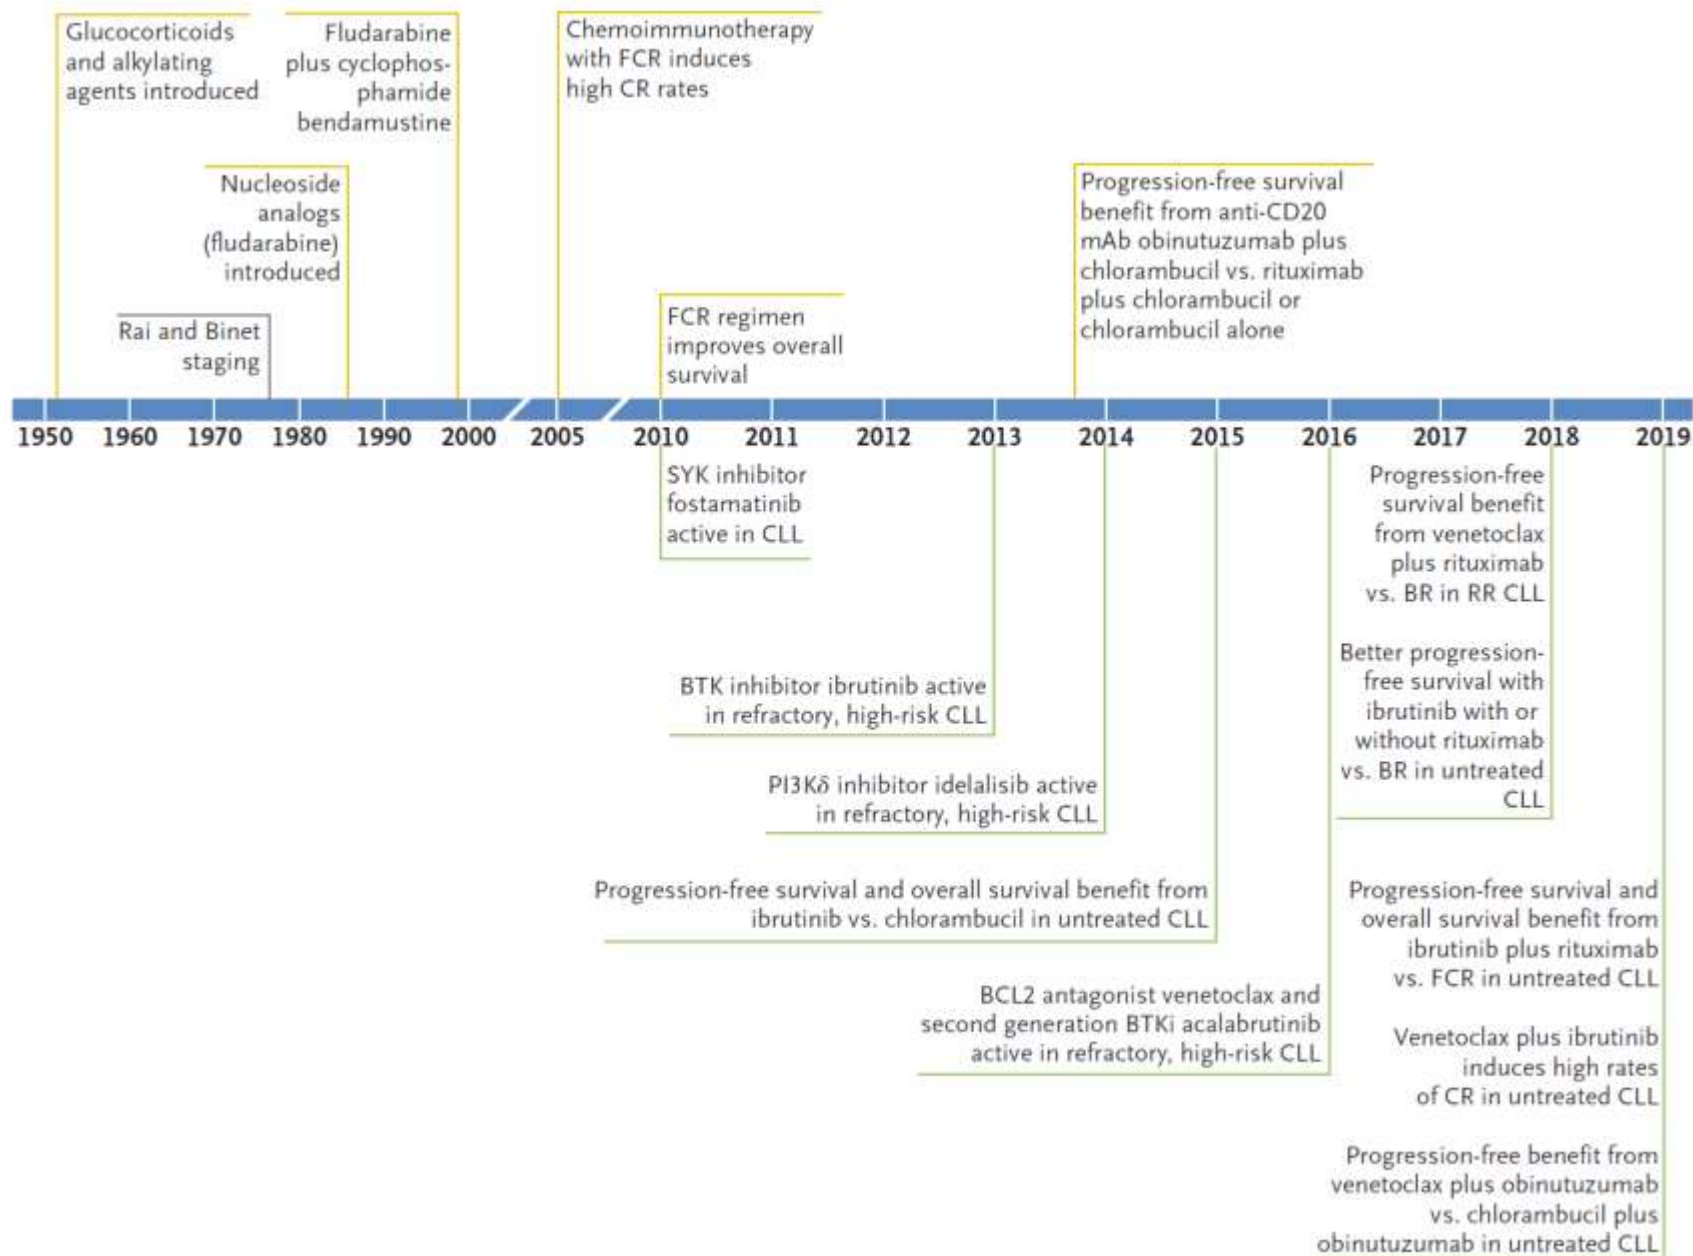 Glucocorticoids
and alkylating
agents introduced
Fludarabine
plus cyclophos-
phamide
bendamustine
Chemoimmunotherapy
with FCR induces
high CR rates
Nucleoside
analogs
(fludarabine)
introduced
Progression-free survival
benefit from anti-CD20
mAb obinutuzumab plus
chlorambucil vs. rituximab
plus chlorambucil or
chlorambucil alone
Rai and Binet
staging
FCR regimen
improves overall
survival
1950 1960 1970 1980 1990 2000 2005 2010 2011 2012 2013 2014 2015 2016 2017 2018 2019
SYK inhibitor
fostamatinib
active in CLL
Progression-free
survival benefit
from venetoclax
plus rituximab
vs. BR in RR CLL
BTK inhibitor ibrutinib active
in refractory, high-risk CLL
Better progression-
free survival with
ibrutinib with or
without rituximab
vs. BR in untreated
CLL
PI3Kδ inhibitor idelalisib active
in refractory, high-risk CLL
Progression-free survival and overall survival benefit from
ibrutinib vs. chlorambucil in untreated CLL
Progression-free survival and
overall survival benefit from
ibrutinib plus rituximab
vs. FCR in untreated CLL
BCL2 antagonist venetoclax and
second generation BTKi acalabrutinib
active in refractory, high-risk CLL
Venetoclax plus ibrutinib
induces high rates
of CR in untreated CLL
Progression-free benefit from
venetoclax plus obinutuzumab
vs. chlorambucil plus
obinutuzumab in untreated CLL